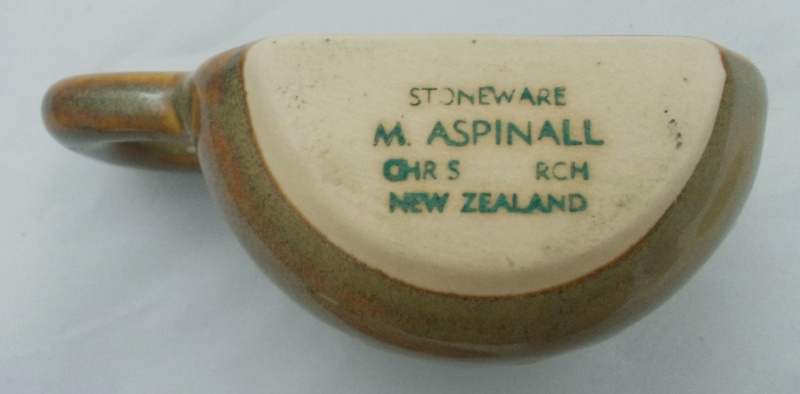 STONEWARE
M. ASPINALL
CHR S RCH
NEW ZEALAND